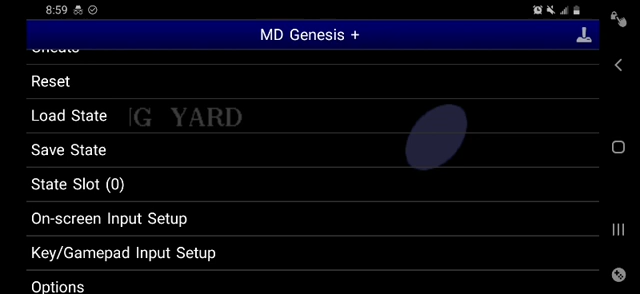 8:59
MD Genesis +
Cheats
Reset
Load State
G YARD
Save State
State Slot (0)
On-screen Input Setup
Key/Gamepad Input Setup
Options